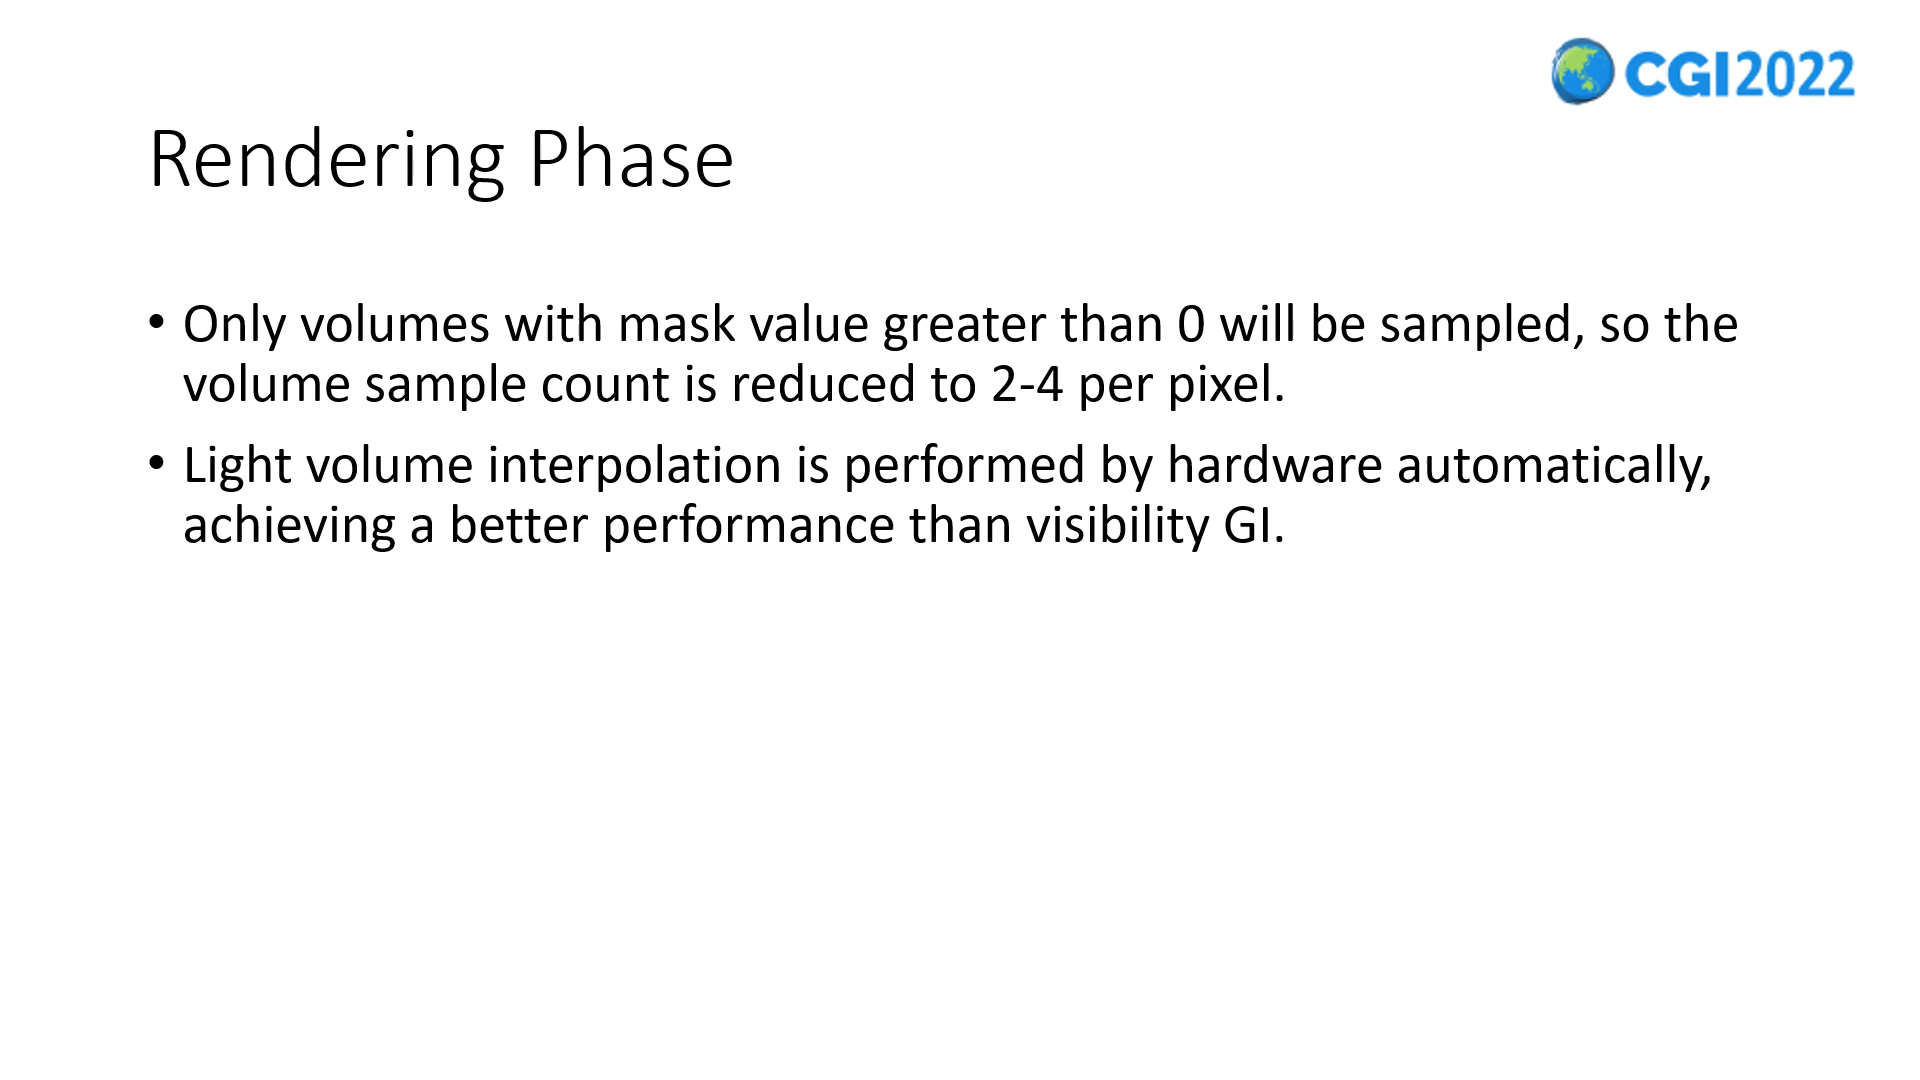 CGI2022
Rendering Phase
• Only volumes with mask value greater than 0 will be sampled, so the
volume sample count is reduced to 2-4 per pixel.
• Light volume interpolation is performed by hardware automatically,
achieving a better performance than visibility GI.